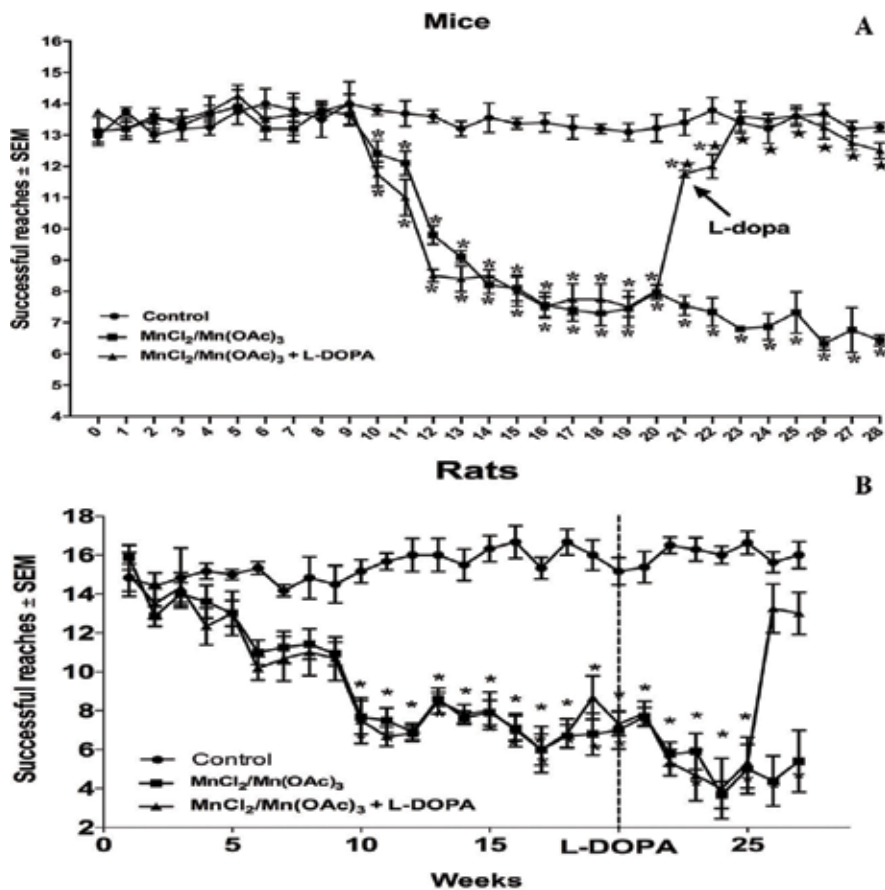 Mice
A
16
15
14
13
12
11
10
9
8
7
6
5
4
Successful reaches ± SEM
L-dopa
Control
MnCl₂/Mn(OAc)₃
MnCl₂/Mn(OAc)₃ + L-DOPA
0 1 2 3 4 5 6 7 8 9 10 11 12 13 14 15 16 17 18 19 20 21 22 23 24 25 26 27 28
Rats
B
18
16
14
12
10
8
6
4
2
Successful reaches ± SEM
Control
MnCl₂/Mn(OAc)₃
MnCl₂/Mn(OAc)₃ + L-DOPA
0 5 10 15 L-DOPA 25
Weeks